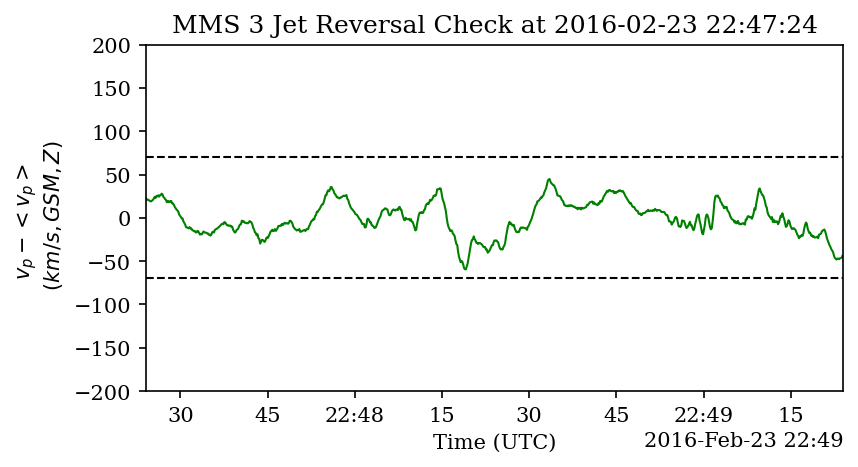 MMS 3 Jet Reversal Check at 2016-02-23 22:47:24
v_p − < v_p >
(km/s, GSM, Z)
200
150
100
50
0
−50
−100
−150
−200
30 45 22:48 15 30 45 22:49 15
Time (UTC) 2016-Feb-23 22:49